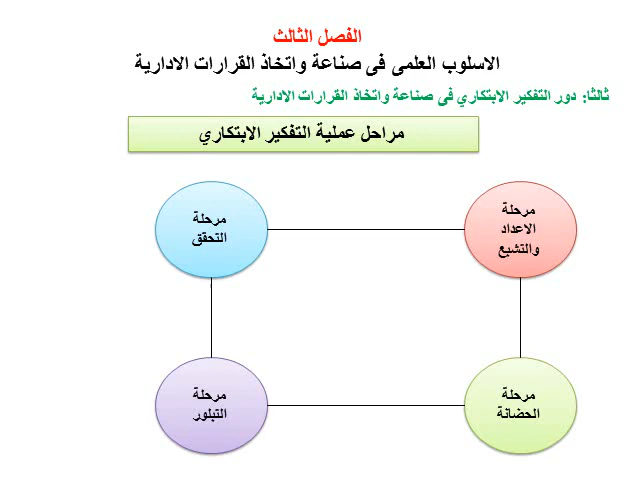 الفصل الثالث
الاسلوب العلمى فى صناعة واتخاذ القرارات الادارية
ثالثا: دور التفكير الابتكاري فى صناعة واتخاذ القرارات الادارية
مراحل عملية التفكير الابتكاري
مرحلة
الاعداد
والتشبع
مرحلة
التحقق
مرحلة
الحضانة
مرحلة
التبلور